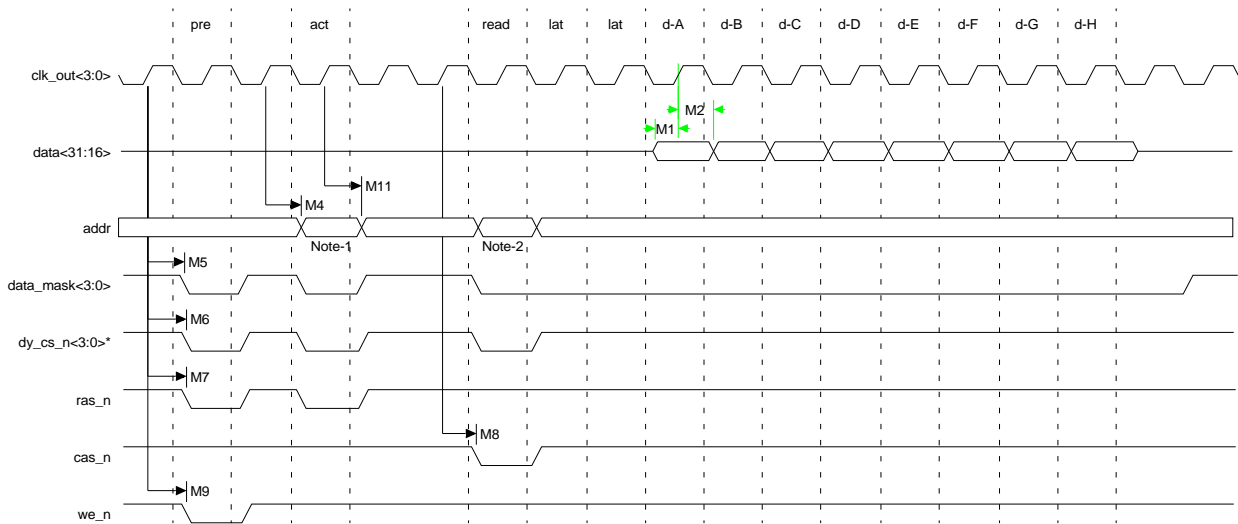 pre act read lat lat d-A d-B d-C d-D d-E d-F d-G d-H
clk_out<3:0>
M2
M1
data<31:16>
M11
M4
addr
Note-1 Note-2
M5
data_mask<3:0>
M6
dy_cs_n<3:0>*
M7
ras_n
M8
cas_n
M9
we_n